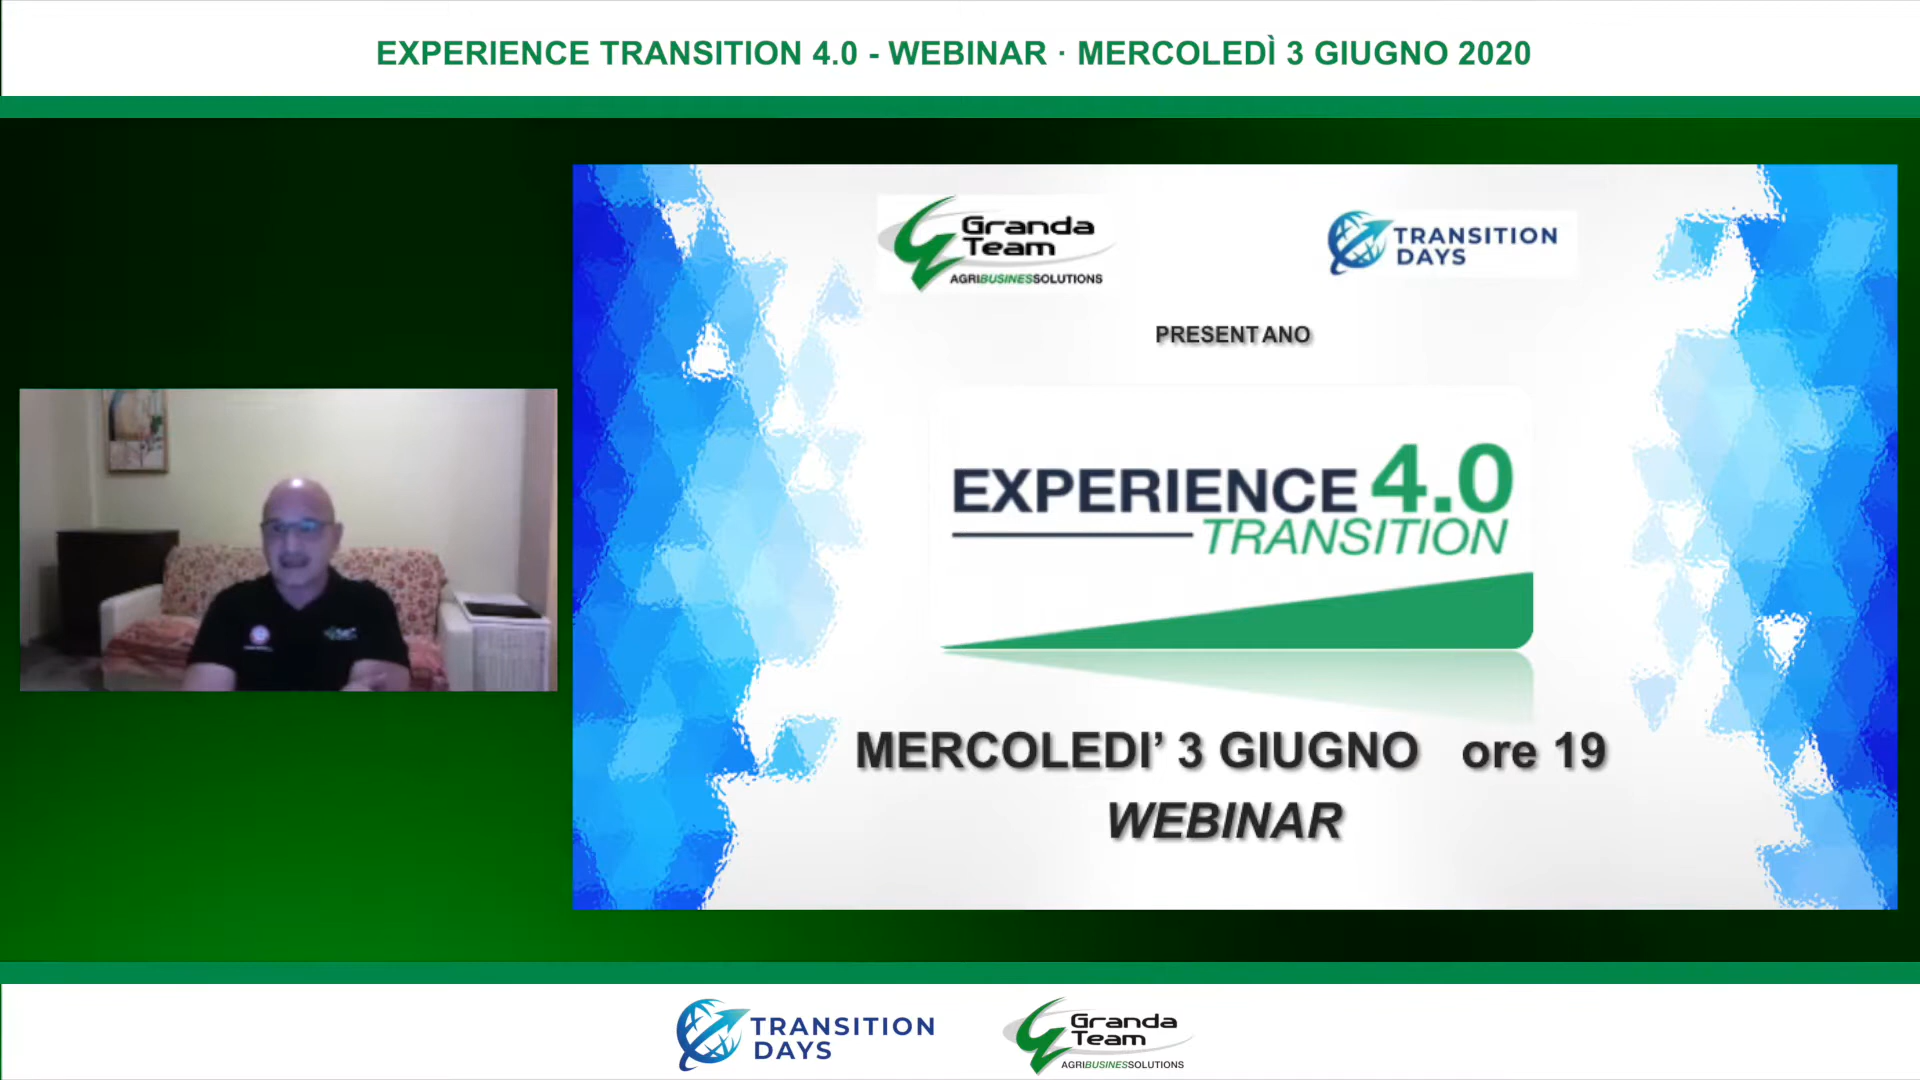 EXPERIENCE TRANSITION 4.0 - WEBINAR · MERCOLEDÌ 3 GIUGNO 2020
Granda
Team
AGRIBUSINESSOLUTIONS
TRANSITION
DAYS
PRESENTANO
EXPERIENCE 4.0
TRANSITION
MERCOLEDI’ 3 GIUGNO ore 19
WEBINAR
TRANSITION
DAYS
Granda
Team
AGRIBUSINESSOLUTIONS